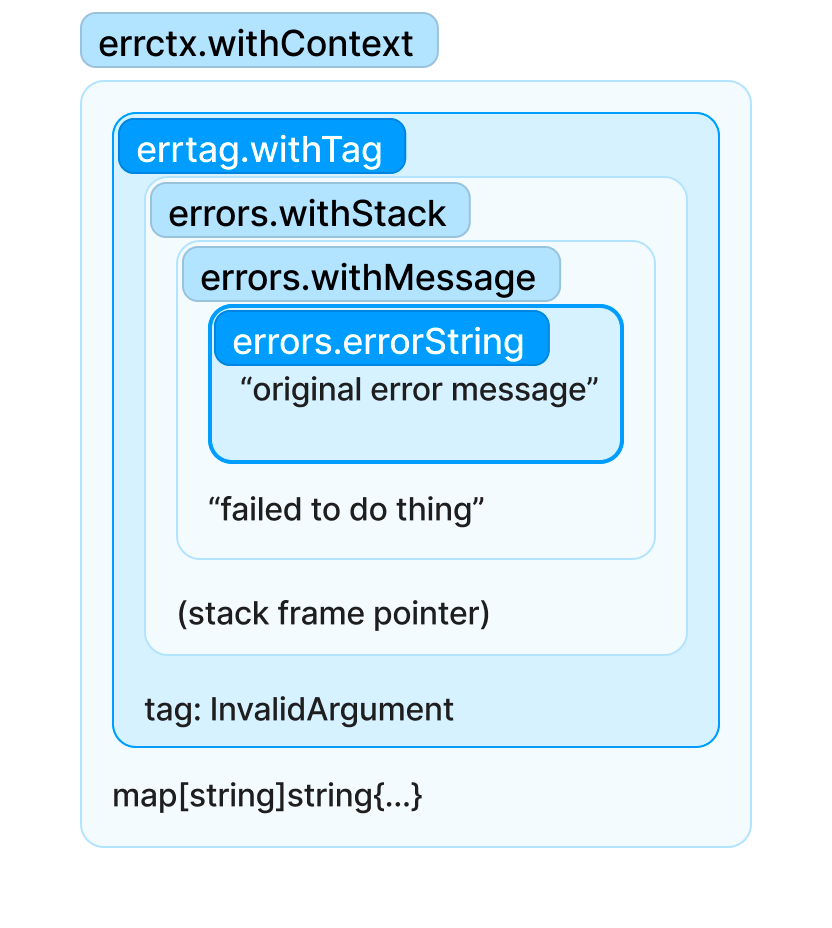 errctx.withContext
errtag.withTag
errors.withStack
errors.withMessage
errors.errorString
“original error message”
“failed to do thing”
(stack frame pointer)
tag: InvalidArgument
map[string]string{...}